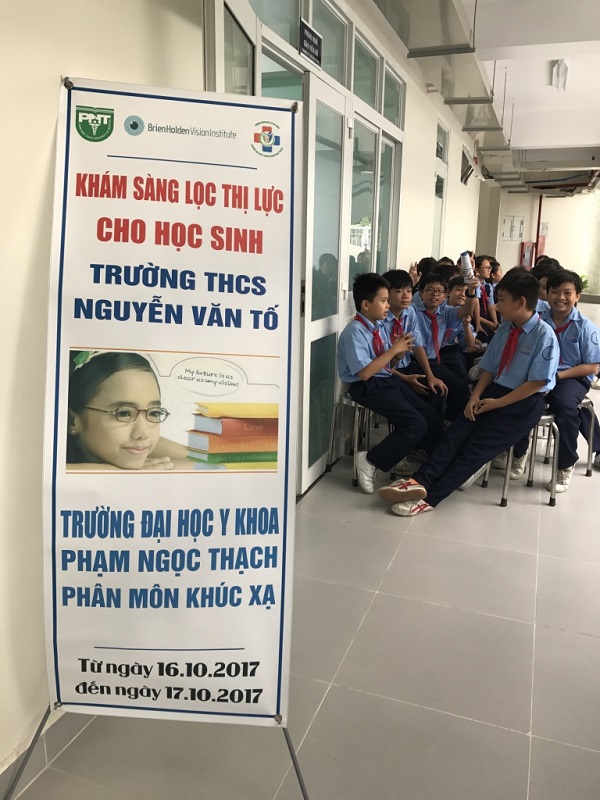 PNT
BrienHoldenVisionInstitute
KHÁM SÀNG LỌC THỊ LỰC
CHO HỌC SINH
TRƯỜNG THCS
NGUYỄN VĂN TỐ
My future is as
clear as my vision!
TRƯỜNG ĐẠI HỌC Y KHOA
PHẠM NGỌC THẠCH
PHÂN MÔN KHÚC XẠ
Từ ngày 16.10.2017
đến ngày 17.10.2017